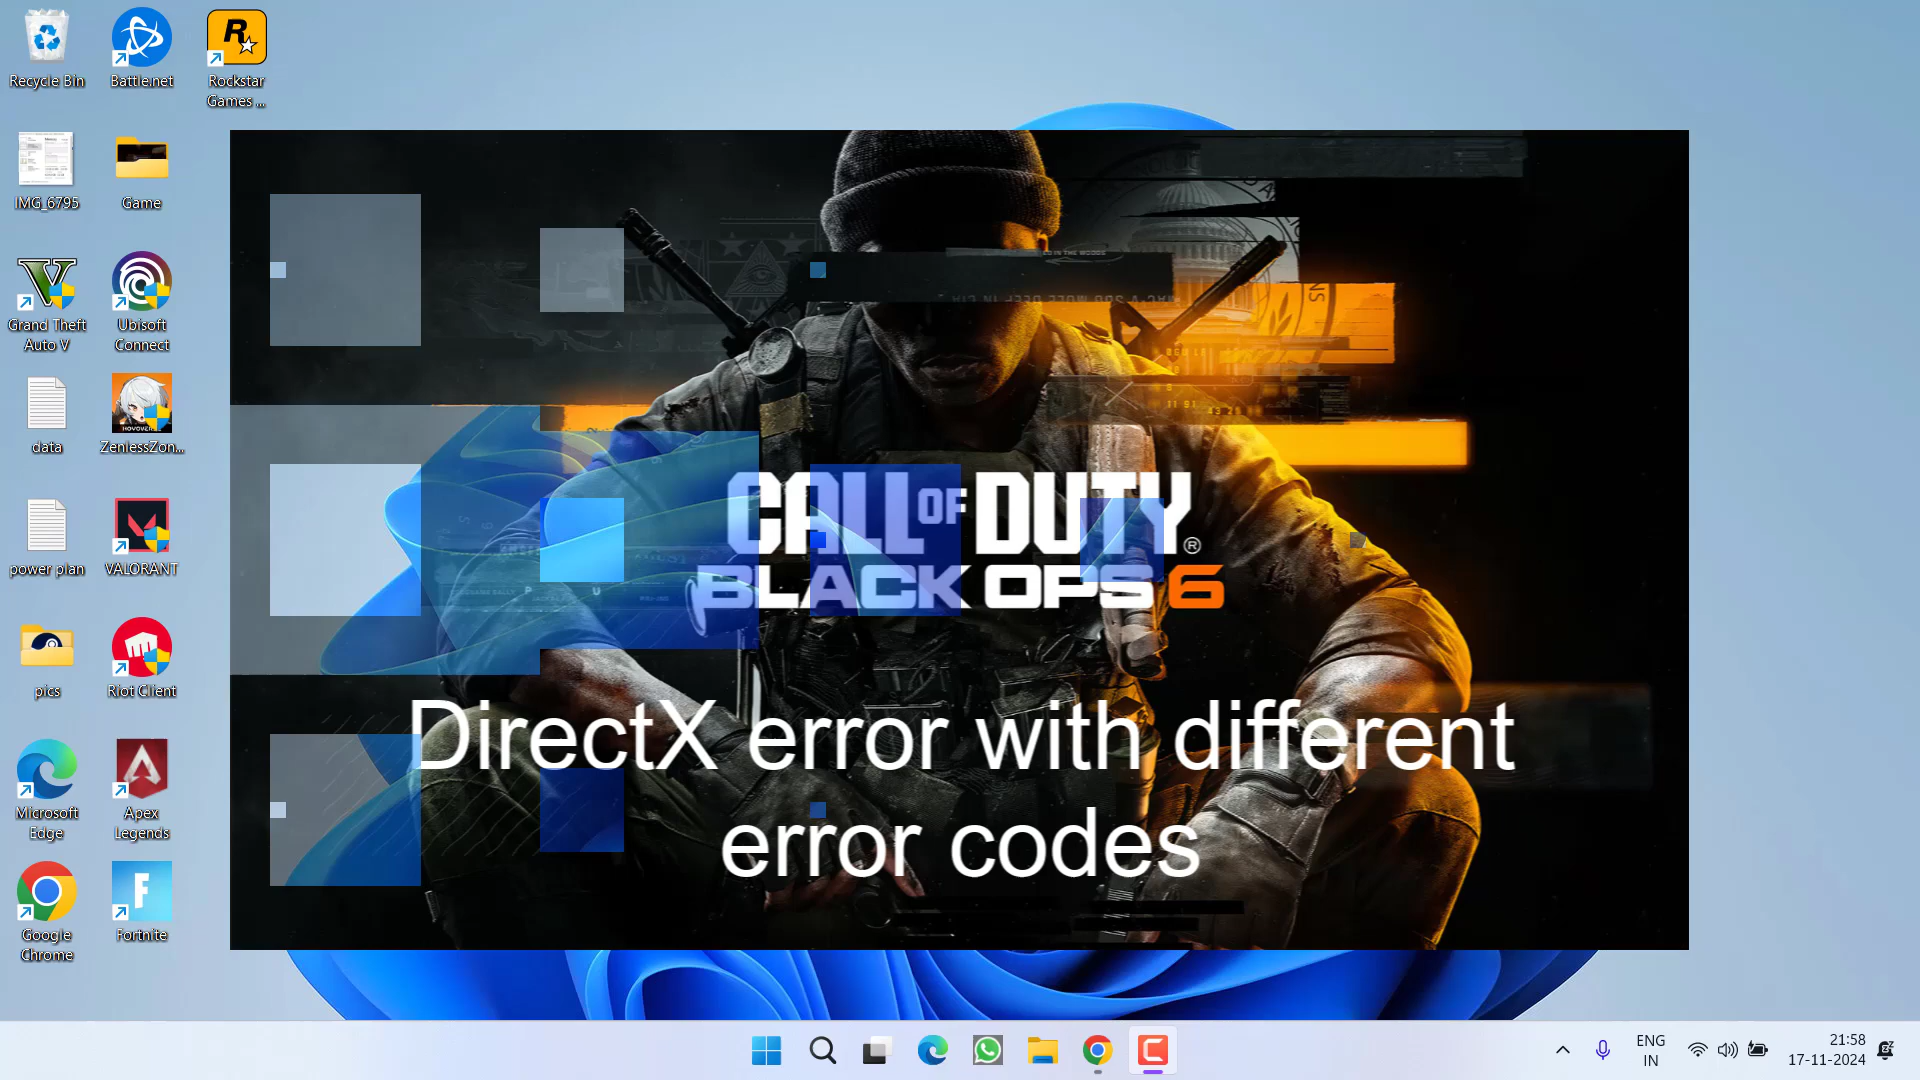 Recycle Bin
Battle.net
Rockstar
Games ...
IMG_6795
Game
Grand Theft
Auto V
Ubisoft
Connect
data
ZenlessZon...
power plan
VALORANT
pics
Riot Client
Microsoft
Edge
Apex
Legends
Google
Chrome
Fortnite
CALL OF DUTY®
BLACK OPS 6
DirectX error with different
error codes
ENG
IN
21:58
17-11-2024